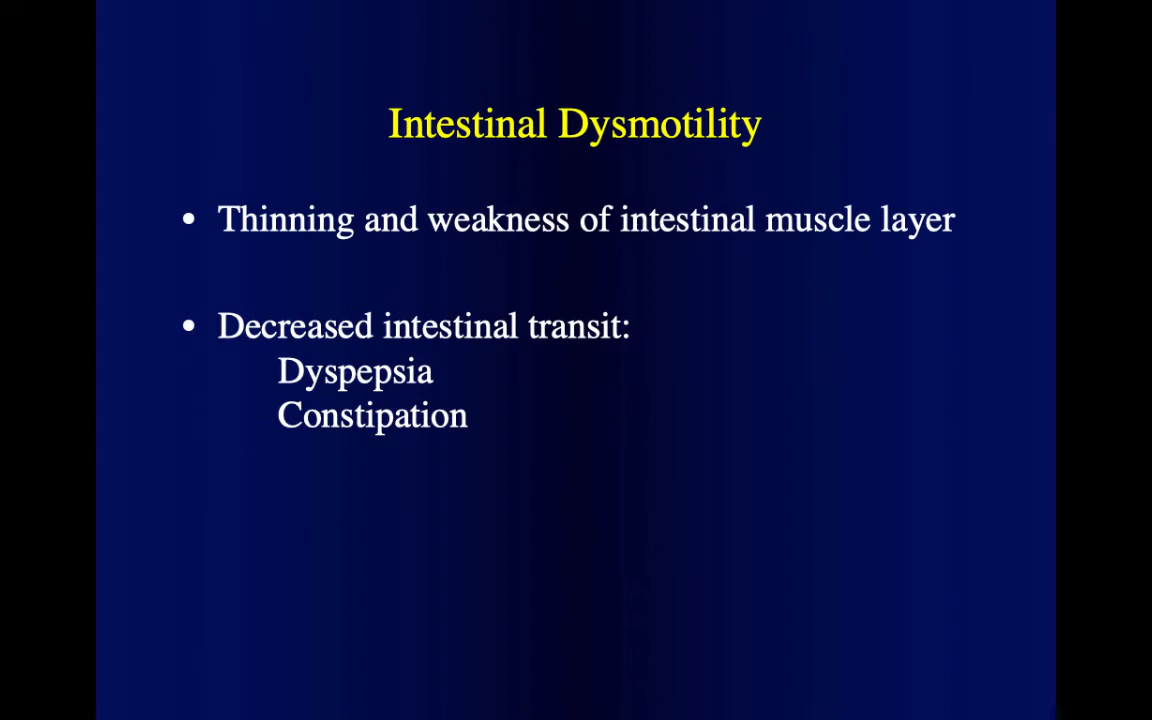 Intestinal Dysmotility
• Thinning and weakness of intestinal muscle layer
• Decreased intestinal transit:
Dyspepsia
Constipation